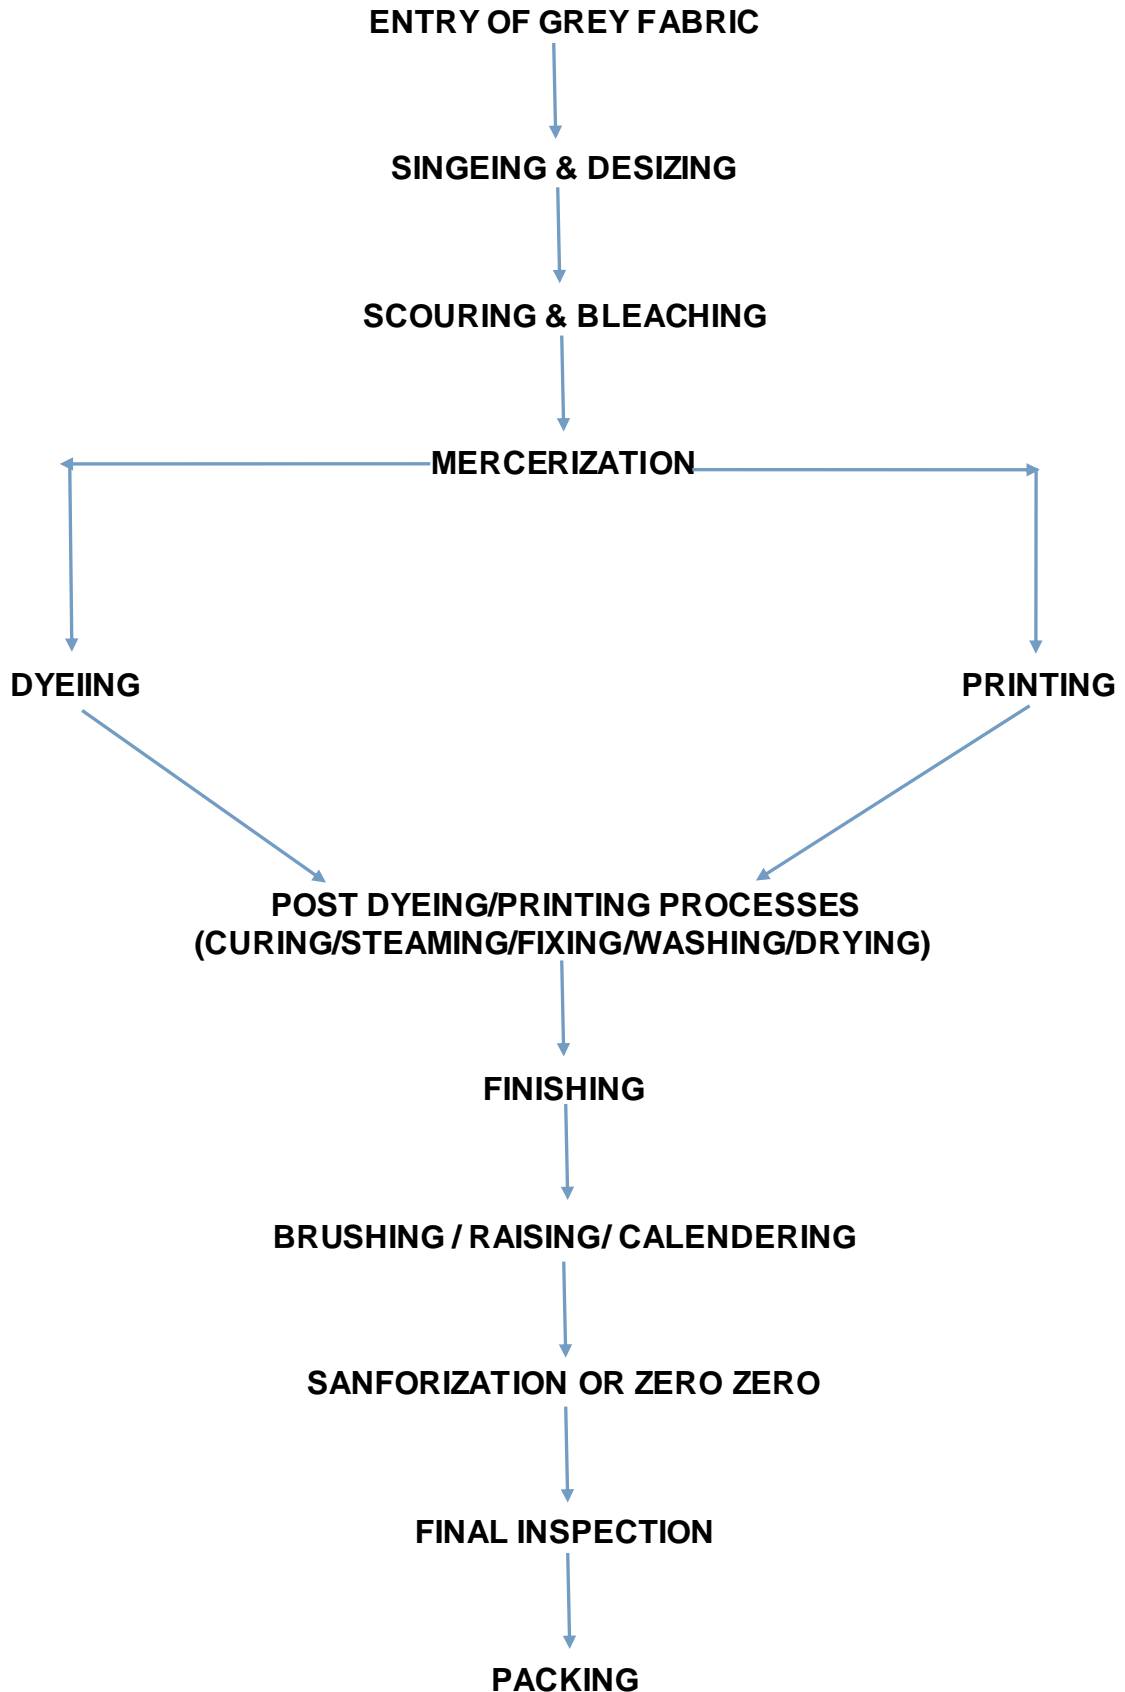 ENTRY OF GREY FABRIC
SINGEING & DESIZING
SCOURING & BLEACHING
MERCERIZATION
DYEIING
PRINTING
POST DYEING/PRINTING PROCESSES
(CURING/STEAMING/FIXING/WASHING/DRYING)
FINISHING
BRUSHING / RAISING/ CALENDERING
SANFORIZATION OR ZERO ZERO
FINAL INSPECTION
PACKING